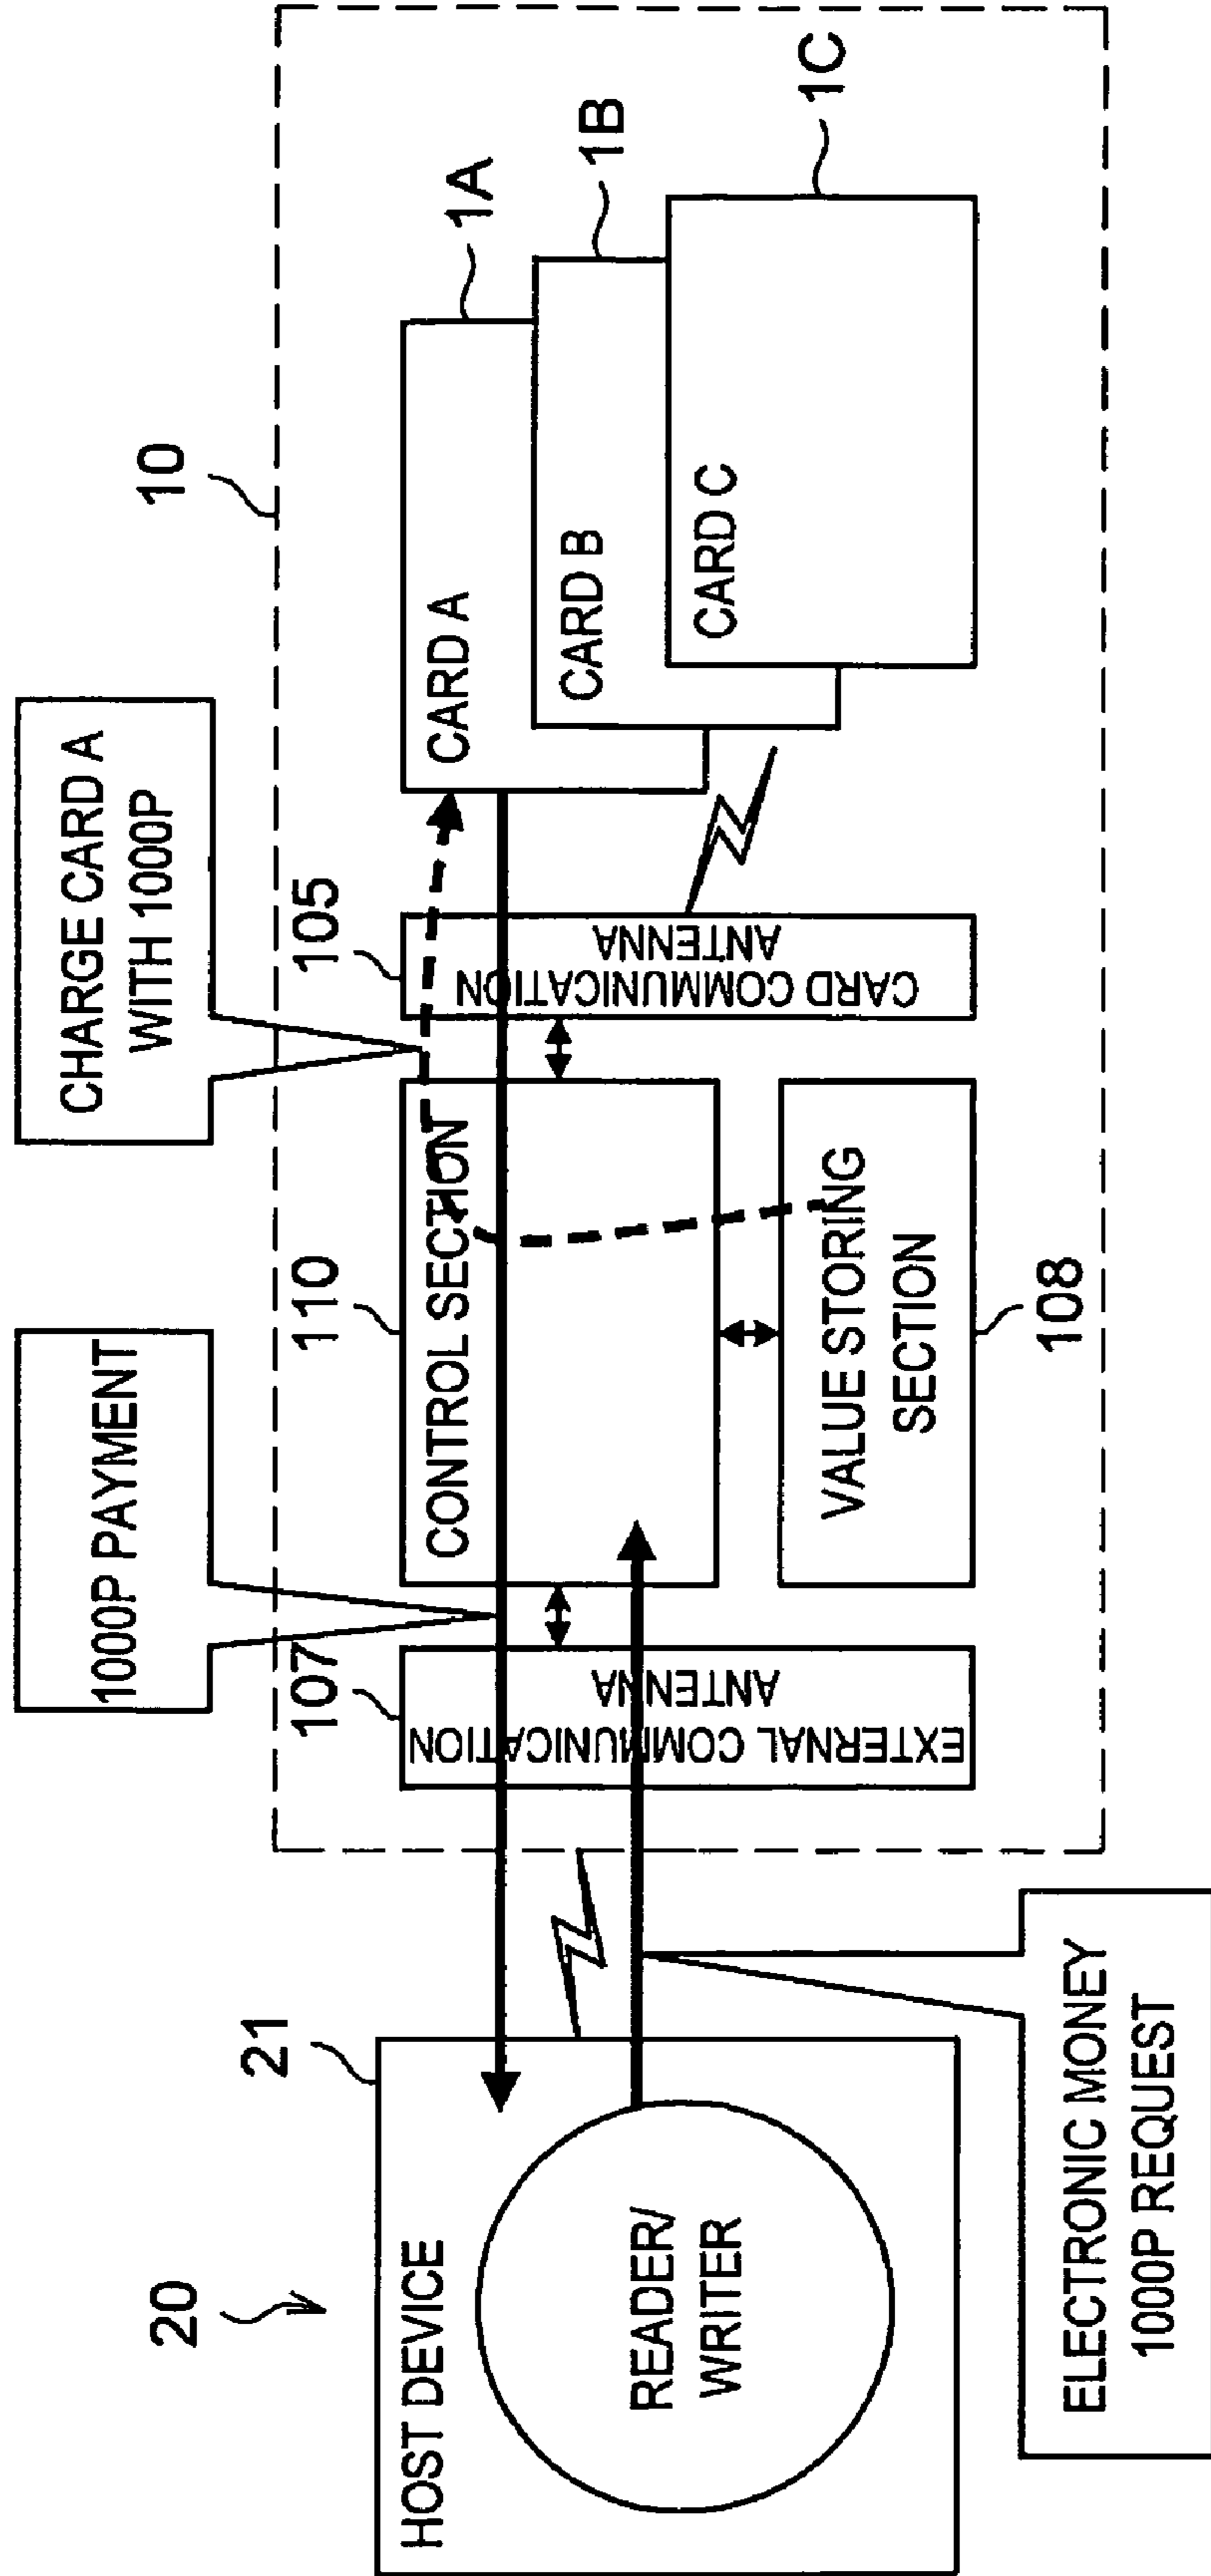 20
HOST DEVICE
21
READER/
WRITER
ELECTRONIC MONEY
1000P REQUEST
1000P PAYMENT
107
EXTERNAL COMMUNICATION
ANTENNA
110
CONTROL SECTION
VALUE STORING
SECTION
108
CHARGE CARD A
WITH 1000P
105
CARD COMMUNICATION
ANTENNA
10
CARD A
1A
CARD B
1B
CARD C
1C